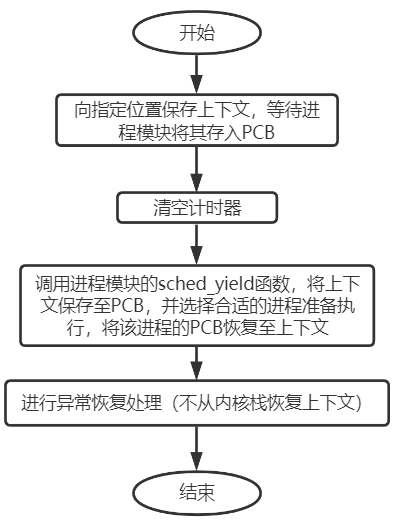 开始
向指定位置保存上下文，等待进
程模块将其存入PCB
清空计时器
调用进程模块的sched_yield函数，将上下
文保存至PCB，并选择合适的进程准备执
行，将该进程的PCB恢复至上下文
进行异常恢复处理（不从内核栈恢复上下文）
结束